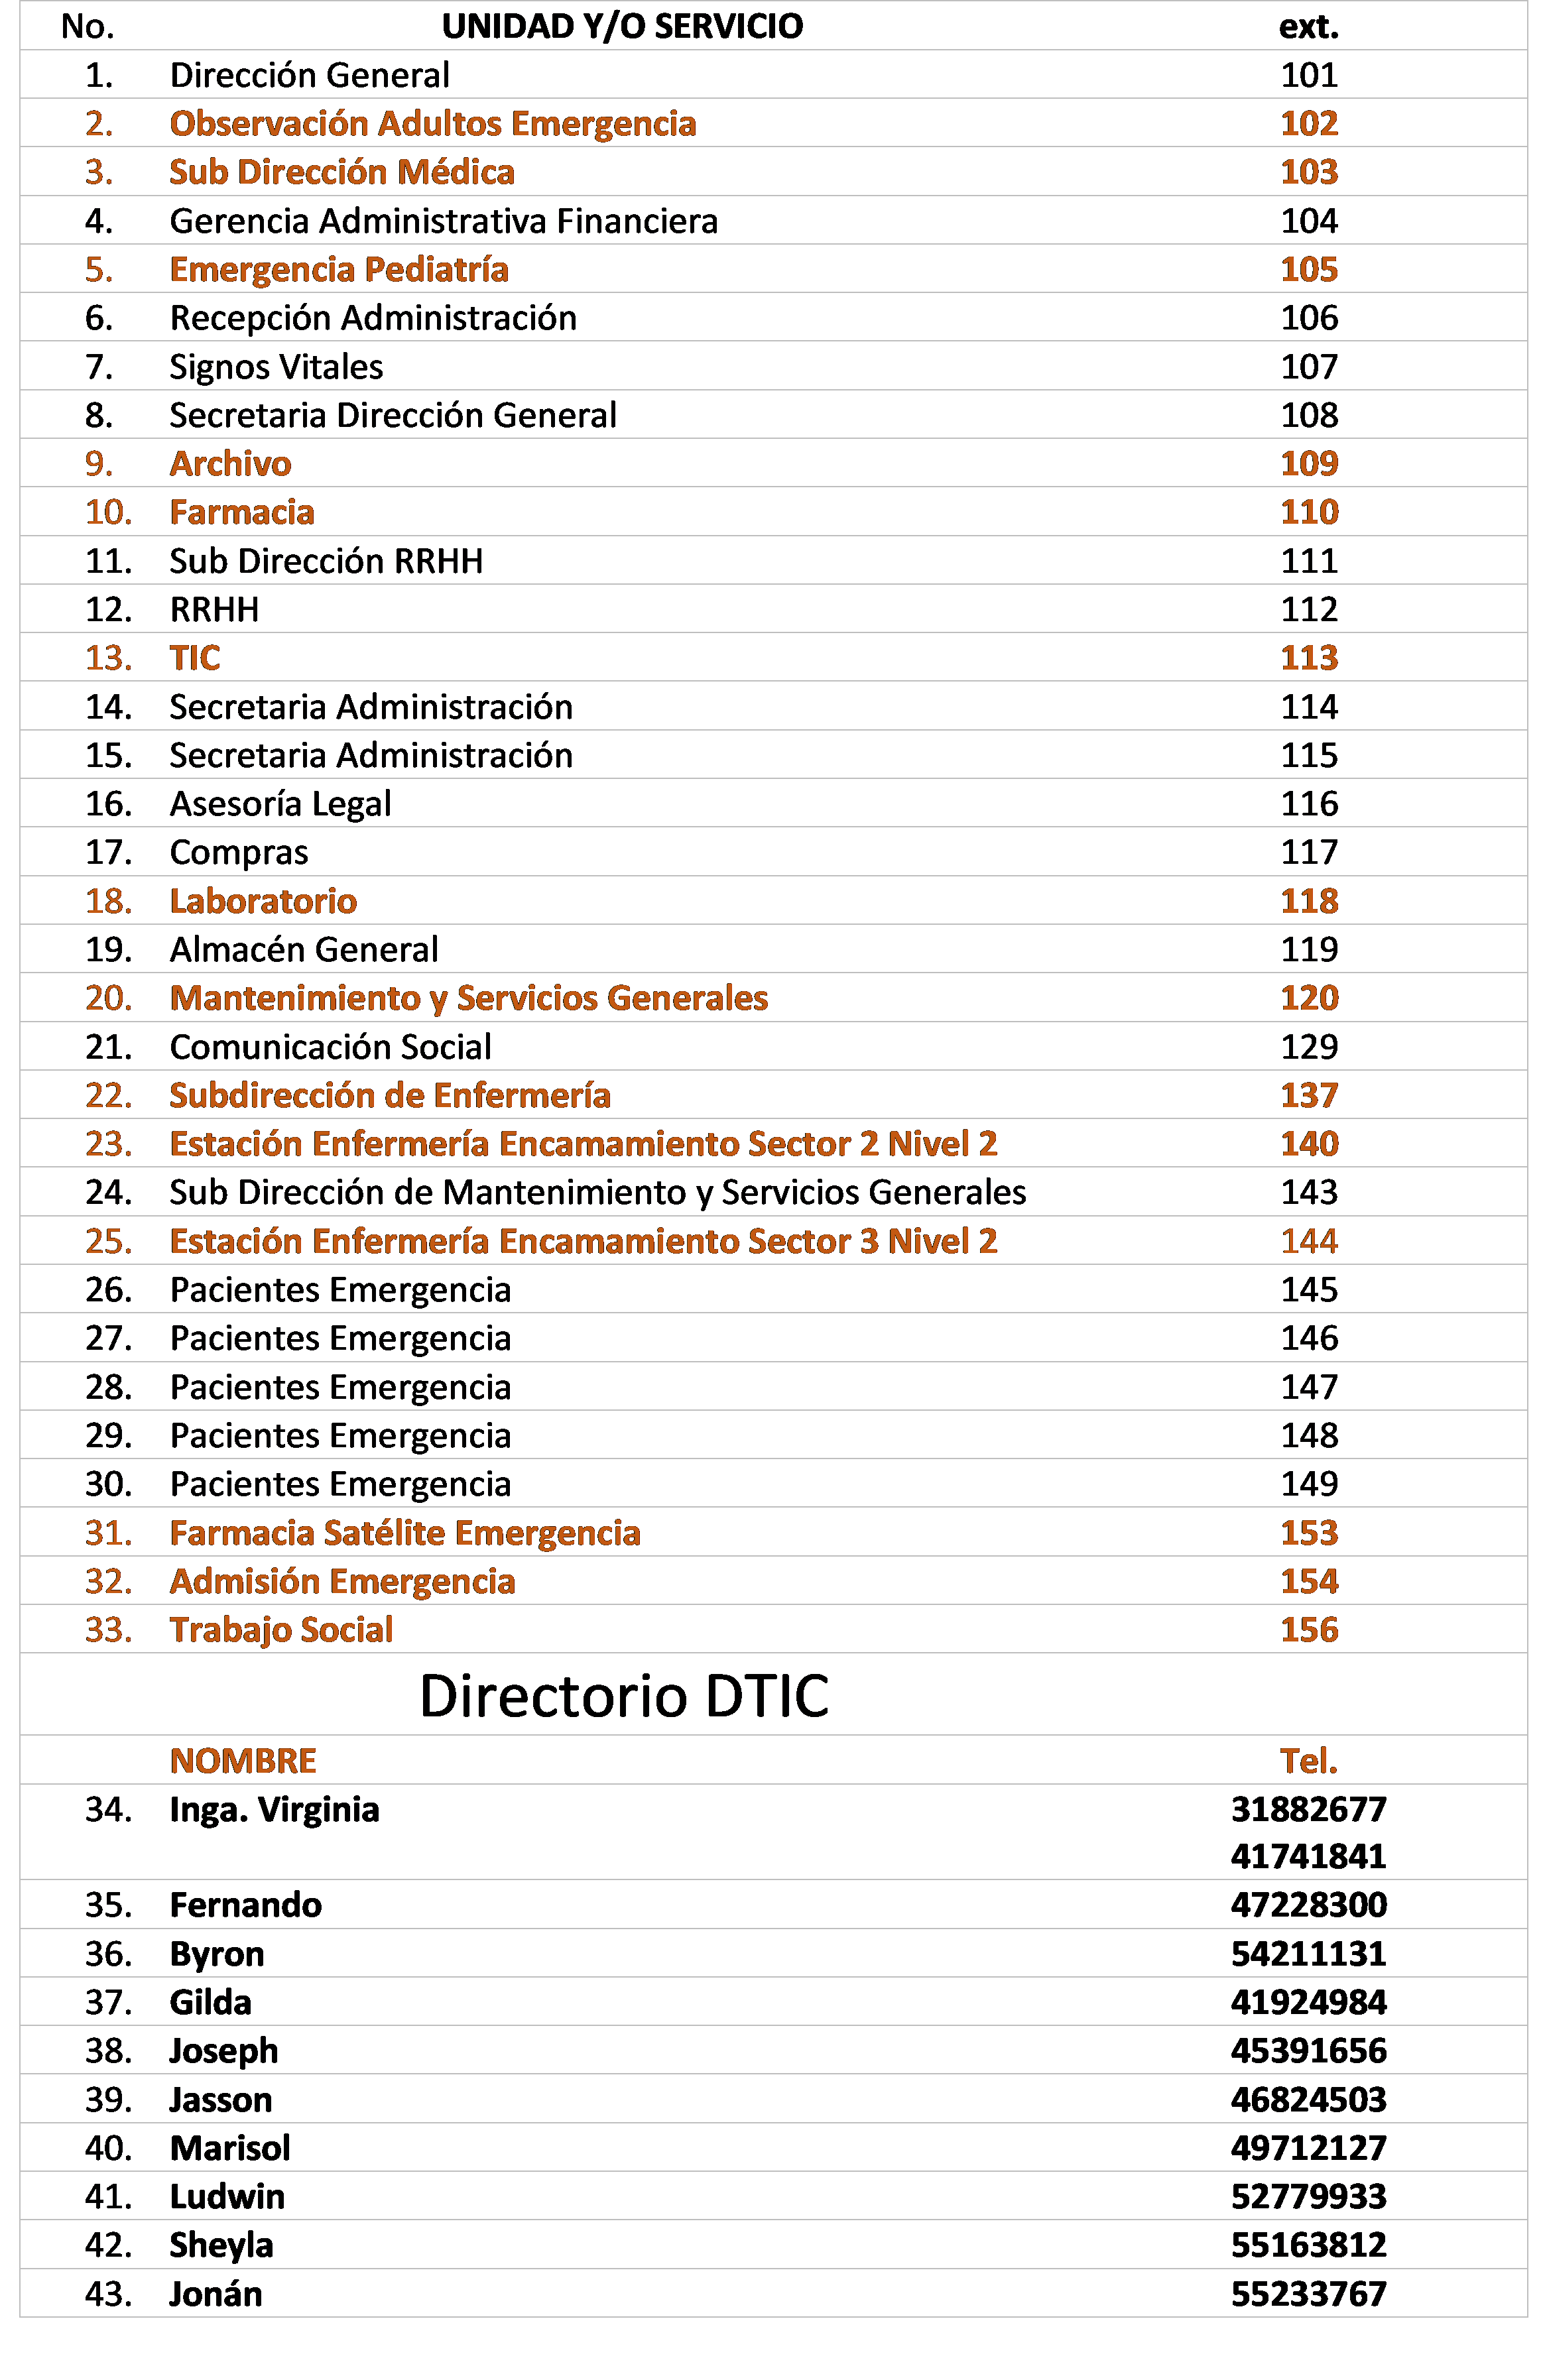 No. UNIDAD Y/O SERVICIO ext.
1. Dirección General 101
2. Observación Adultos Emergencia 102
3. Sub Dirección Médica 103
4. Gerencia Administrativa Financiera 104
5. Emergencia Pediatría 105
6. Recepción Administración 106
7. Signos Vitales 107
8. Secretaria Dirección General 108
9. Archivo 109
10. Farmacia 110
11. Sub Dirección RRHH 111
12. RRHH 112
13. TIC 113
14. Secretaria Administración 114
15. Secretaria Administración 115
16. Asesoría Legal 116
17. Compras 117
18. Laboratorio 118
19. Almacén General 119
20. Mantenimiento y Servicios Generales 120
21. Comunicación Social 129
22. Subdirección de Enfermería 137
23. Estación Enfermería Encamamiento Sector 2 Nivel 2 140
24. Sub Dirección de Mantenimiento y Servicios Generales 143
25. Estación Enfermería Encamamiento Sector 3 Nivel 2 144
26. Pacientes Emergencia 145
27. Pacientes Emergencia 146
28. Pacientes Emergencia 147
29. Pacientes Emergencia 148
30. Pacientes Emergencia 149
31. Farmacia Satélite Emergencia 153
32. Admisión Emergencia 154
33. Trabajo Social 156
Directorio DTIC
NOMBRE Tel.
34. Inga. Virginia 31882677
41741841
35. Fernando 47228300
36. Byron 54211131
37. Gilda 41924984
38. Joseph 45391656
39. Jasson 46824503
40. Marisol 49712127
41. Ludwin 52779933
42. Sheyla 55163812
43. Jonán 55233767